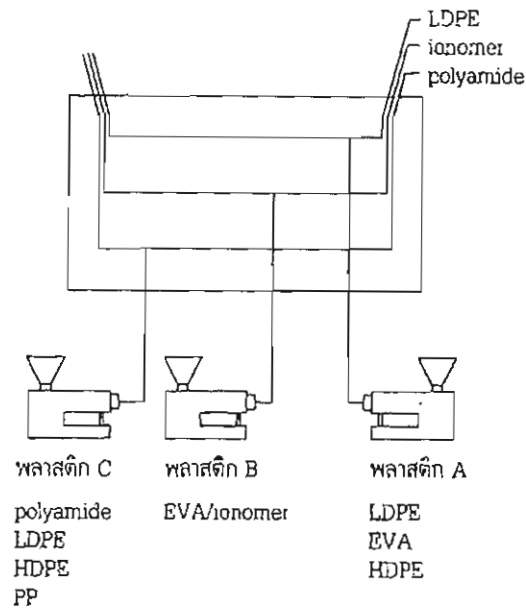 LDPE
ionomer
polyamide
พลาสติก C
polyamide
LDPE
HDPE
PP
พลาสติก B
EVA/ionomer
พลาสติก A
LDPE
EVA
HDPE